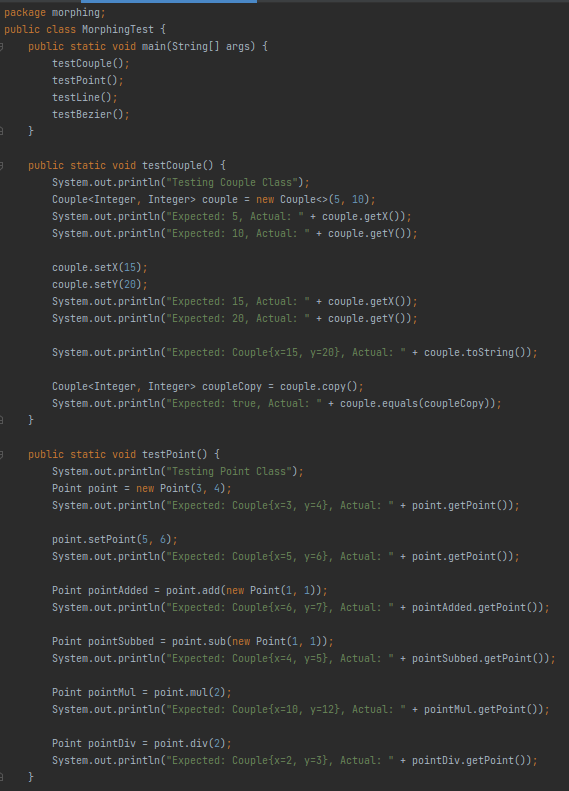 package morphing;
public class MorphingTest {
    public static void main(String[] args) {
        testCouple();
        testPoint();
        testLine();
        testBezier();
    }

    public static void testCouple() {
        System.out.println("Testing Couple Class");
        Couple<Integer, Integer> couple = new Couple<>(5, 10);
        System.out.println("Expected: 5, Actual: " + couple.getX());
        System.out.println("Expected: 10, Actual: " + couple.getY());

        couple.setX(15);
        couple.setY(20);
        System.out.println("Expected: 15, Actual: " + couple.getX());
        System.out.println("Expected: 20, Actual: " + couple.getY());

        System.out.println("Expected: Couple{x=15, y=20}, Actual: " + couple.toString());

        Couple<Integer, Integer> coupleCopy = couple.copy();
        System.out.println("Expected: true, Actual: " + couple.equals(coupleCopy));
    }

    public static void testPoint() {
        System.out.println("Testing Point Class");
        Point point = new Point(3, 4);
        System.out.println("Expected: Couple{x=3, y=4}, Actual: " + point.getPoint());

        point.setPoint(5, 6);
        System.out.println("Expected: Couple{x=5, y=6}, Actual: " + point.getPoint());

        Point pointAdded = point.add(new Point(1, 1));
        System.out.println("Expected: Couple{x=6, y=7}, Actual: " + pointAdded.getPoint());

        Point pointSubbed = point.sub(new Point(1, 1));
        System.out.println("Expected: Couple{x=4, y=5}, Actual: " + pointSubbed.getPoint());

        Point pointMul = point.mul(2);
        System.out.println("Expected: Couple{x=10, y=12}, Actual: " + pointMul.getPoint());

        Point pointDiv = point.div(2);
        System.out.println("Expected: Couple{x=2, y=3}, Actual: " + pointDiv.getPoint());
    }